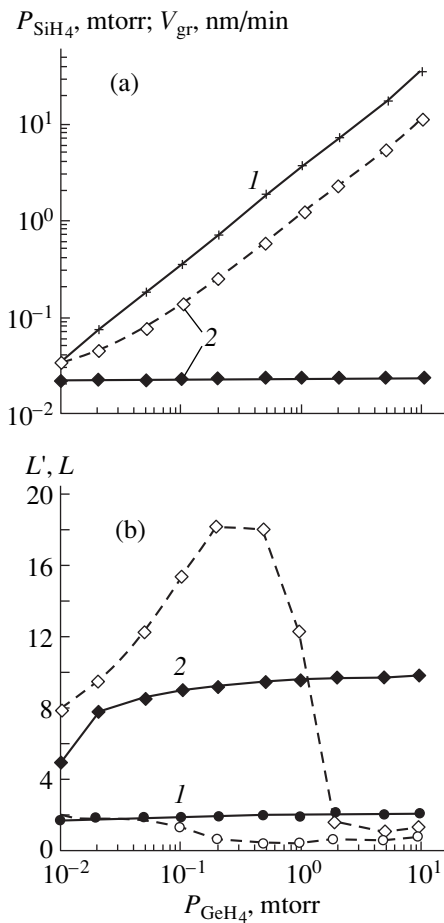 P_SiH4, mtorr; V_gr, nm/min
(a)
10^1
1
10^0
10^–1
2
10^–2
L', L
20
(b)
16
12
2
8
4
1
0
10^–2 10^–1 10^0 10^1
P_GeH4, mtorr